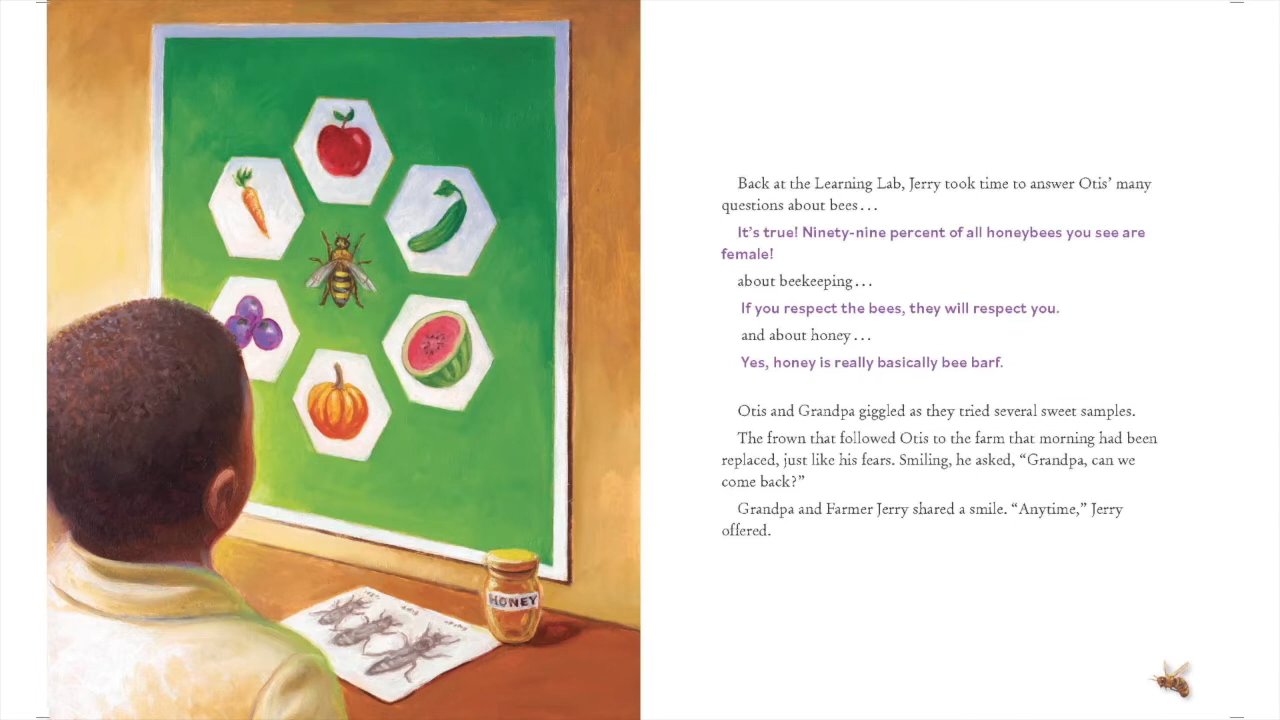 HONEY
Back at the Learning Lab, Jerry took time to answer Otis’ many
questions about bees . . .
It’s true! Ninety-nine percent of all honeybees you see are
female!
about beekeeping . . .
If you respect the bees, they will respect you.
and about honey . . .
Yes, honey is really basically bee barf.
Otis and Grandpa giggled as they tried several sweet samples.
The frown that followed Otis to the farm that morning had been
replaced, just like his fears. Smiling, he asked, “Grandpa, can we
come back?”
Grandpa and Farmer Jerry shared a smile. “Anytime,” Jerry
offered.